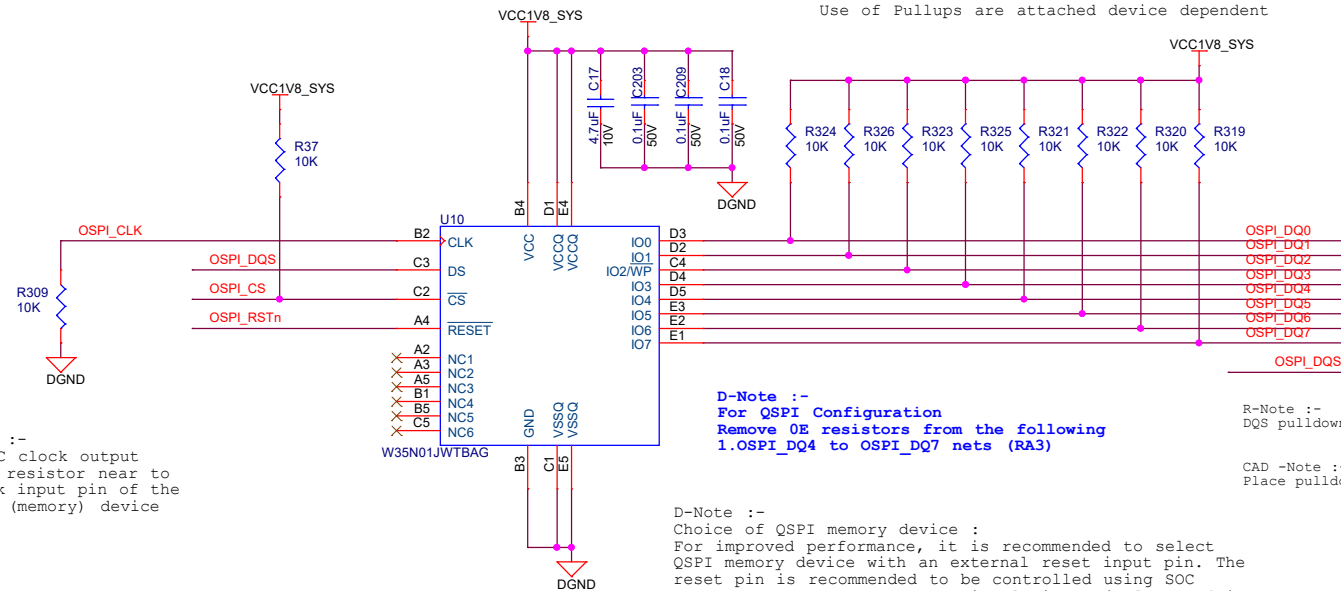 Use of Pullups are attached device dependent
VCC1V8_SYS
VCC1V8_SYS
VCC1V8_SYS
C17
4.7uF
10V
C203
0.1uF
50V
C209
0.1uF
50V
C18
0.1uF
50V
DGND
R37
10K
R324
10K
R326
10K
R323
10K
R325
10K
R321
10K
R322
10K
R320
10K
R319
10K
U10
B4
D1
E4
VCC
VCCQ
VCCQ
OSPI_CLK
B2
CLK
OSPI_DQS
C3
DS
OSPI_CS
C2
CS
OSPI_RSTn
A4
RESET
R309
10K
DGND
A2
NC1
A3
NC2
A5
NC3
B1
NC4
B5
NC5
C5
NC6
IO0
D3
OSPI_DQ0
IO1
D2
OSPI_DQ1
IO2/WP
C4
OSPI_DQ2
IO3
D4
OSPI_DQ3
IO4
D5
OSPI_DQ4
IO5
E3
OSPI_DQ5
IO6
E2
OSPI_DQ6
IO7
E1
OSPI_DQ7
OSPI_DQS
GND
VSSQ
VSSQ
B3
C1
E5
W35N01JWTBAG
DGND
D-Note :-
For QSPI Configuration
Remove 0E resistors from the following
1.OSPI_DQ4 to OSPI_DQ7 nets (RA3)
R-Note :-
DQS pulldown
CAD -Note :
:-
C clock output
resistor near to
input pin of the
(memory) device
D-Note :-
Choice of QSPI memory device :
For improved performance, it is recommended to select
QSPI memory device with an external reset input pin. The
reset pin is recommended to be controlled using SOC